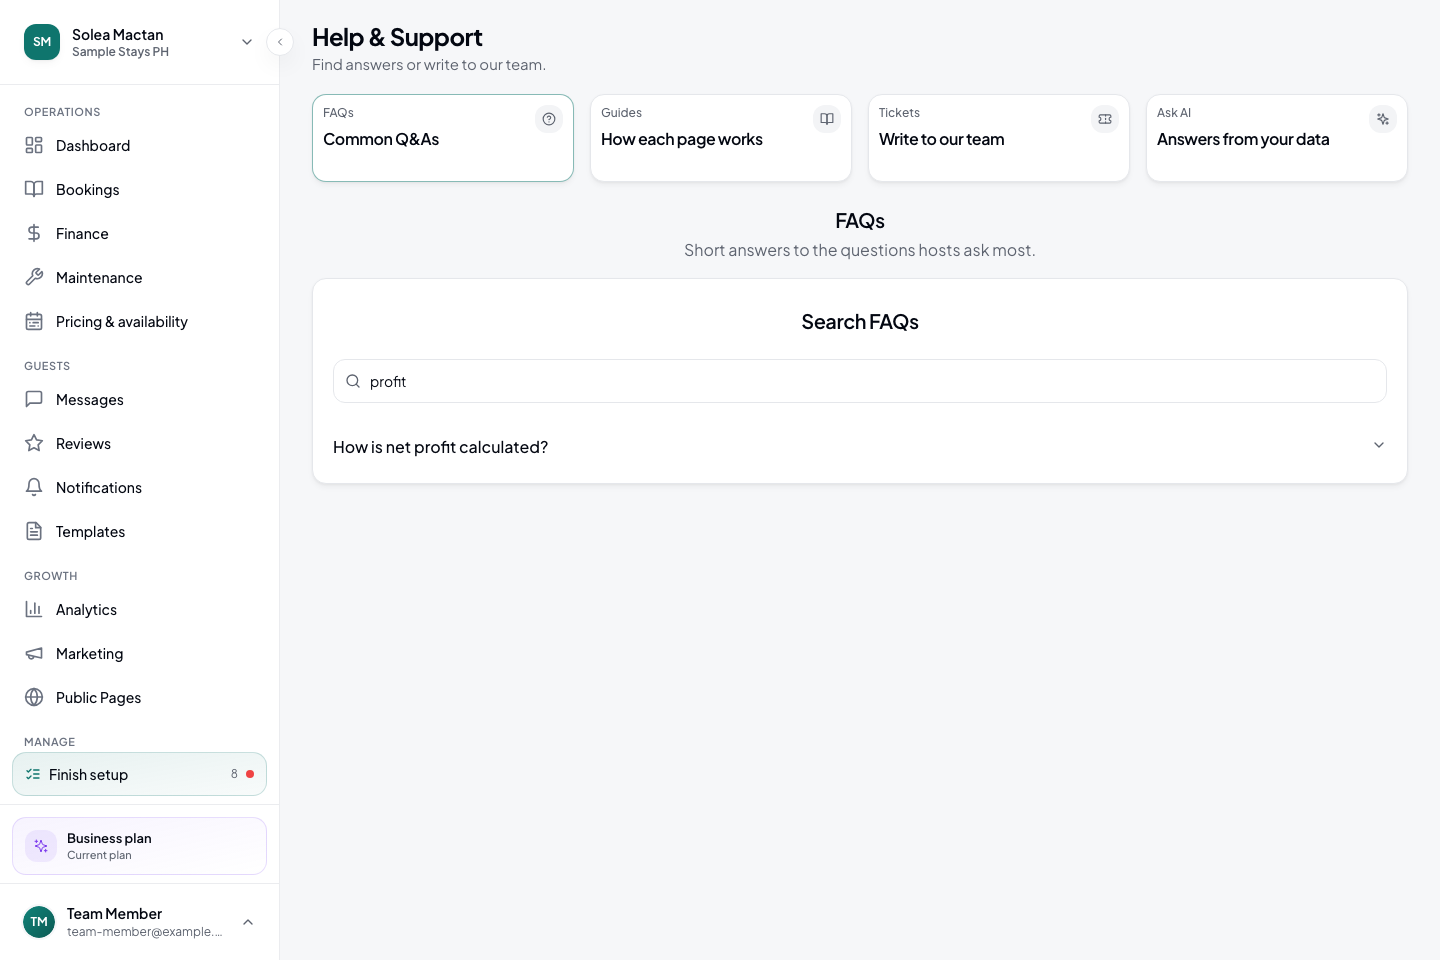 SM
Solea Mactan
Sample Stays PH
OPERATIONS
Dashboard
Bookings
Finance
Maintenance
Pricing & availability
GUESTS
Messages
Reviews
Notifications
Templates
GROWTH
Analytics
Marketing
Public Pages
MANAGE
Finish setup 8
Business plan
Current plan
TM
Team Member
team-member@example....
Help & Support
Find answers or write to our team.
FAQs
Common Q&As
Guides
How each page works
Tickets
Write to our team
Ask AI
Answers from your data
FAQs
Short answers to the questions hosts ask most.
Search FAQs
profit
How is net profit calculated?